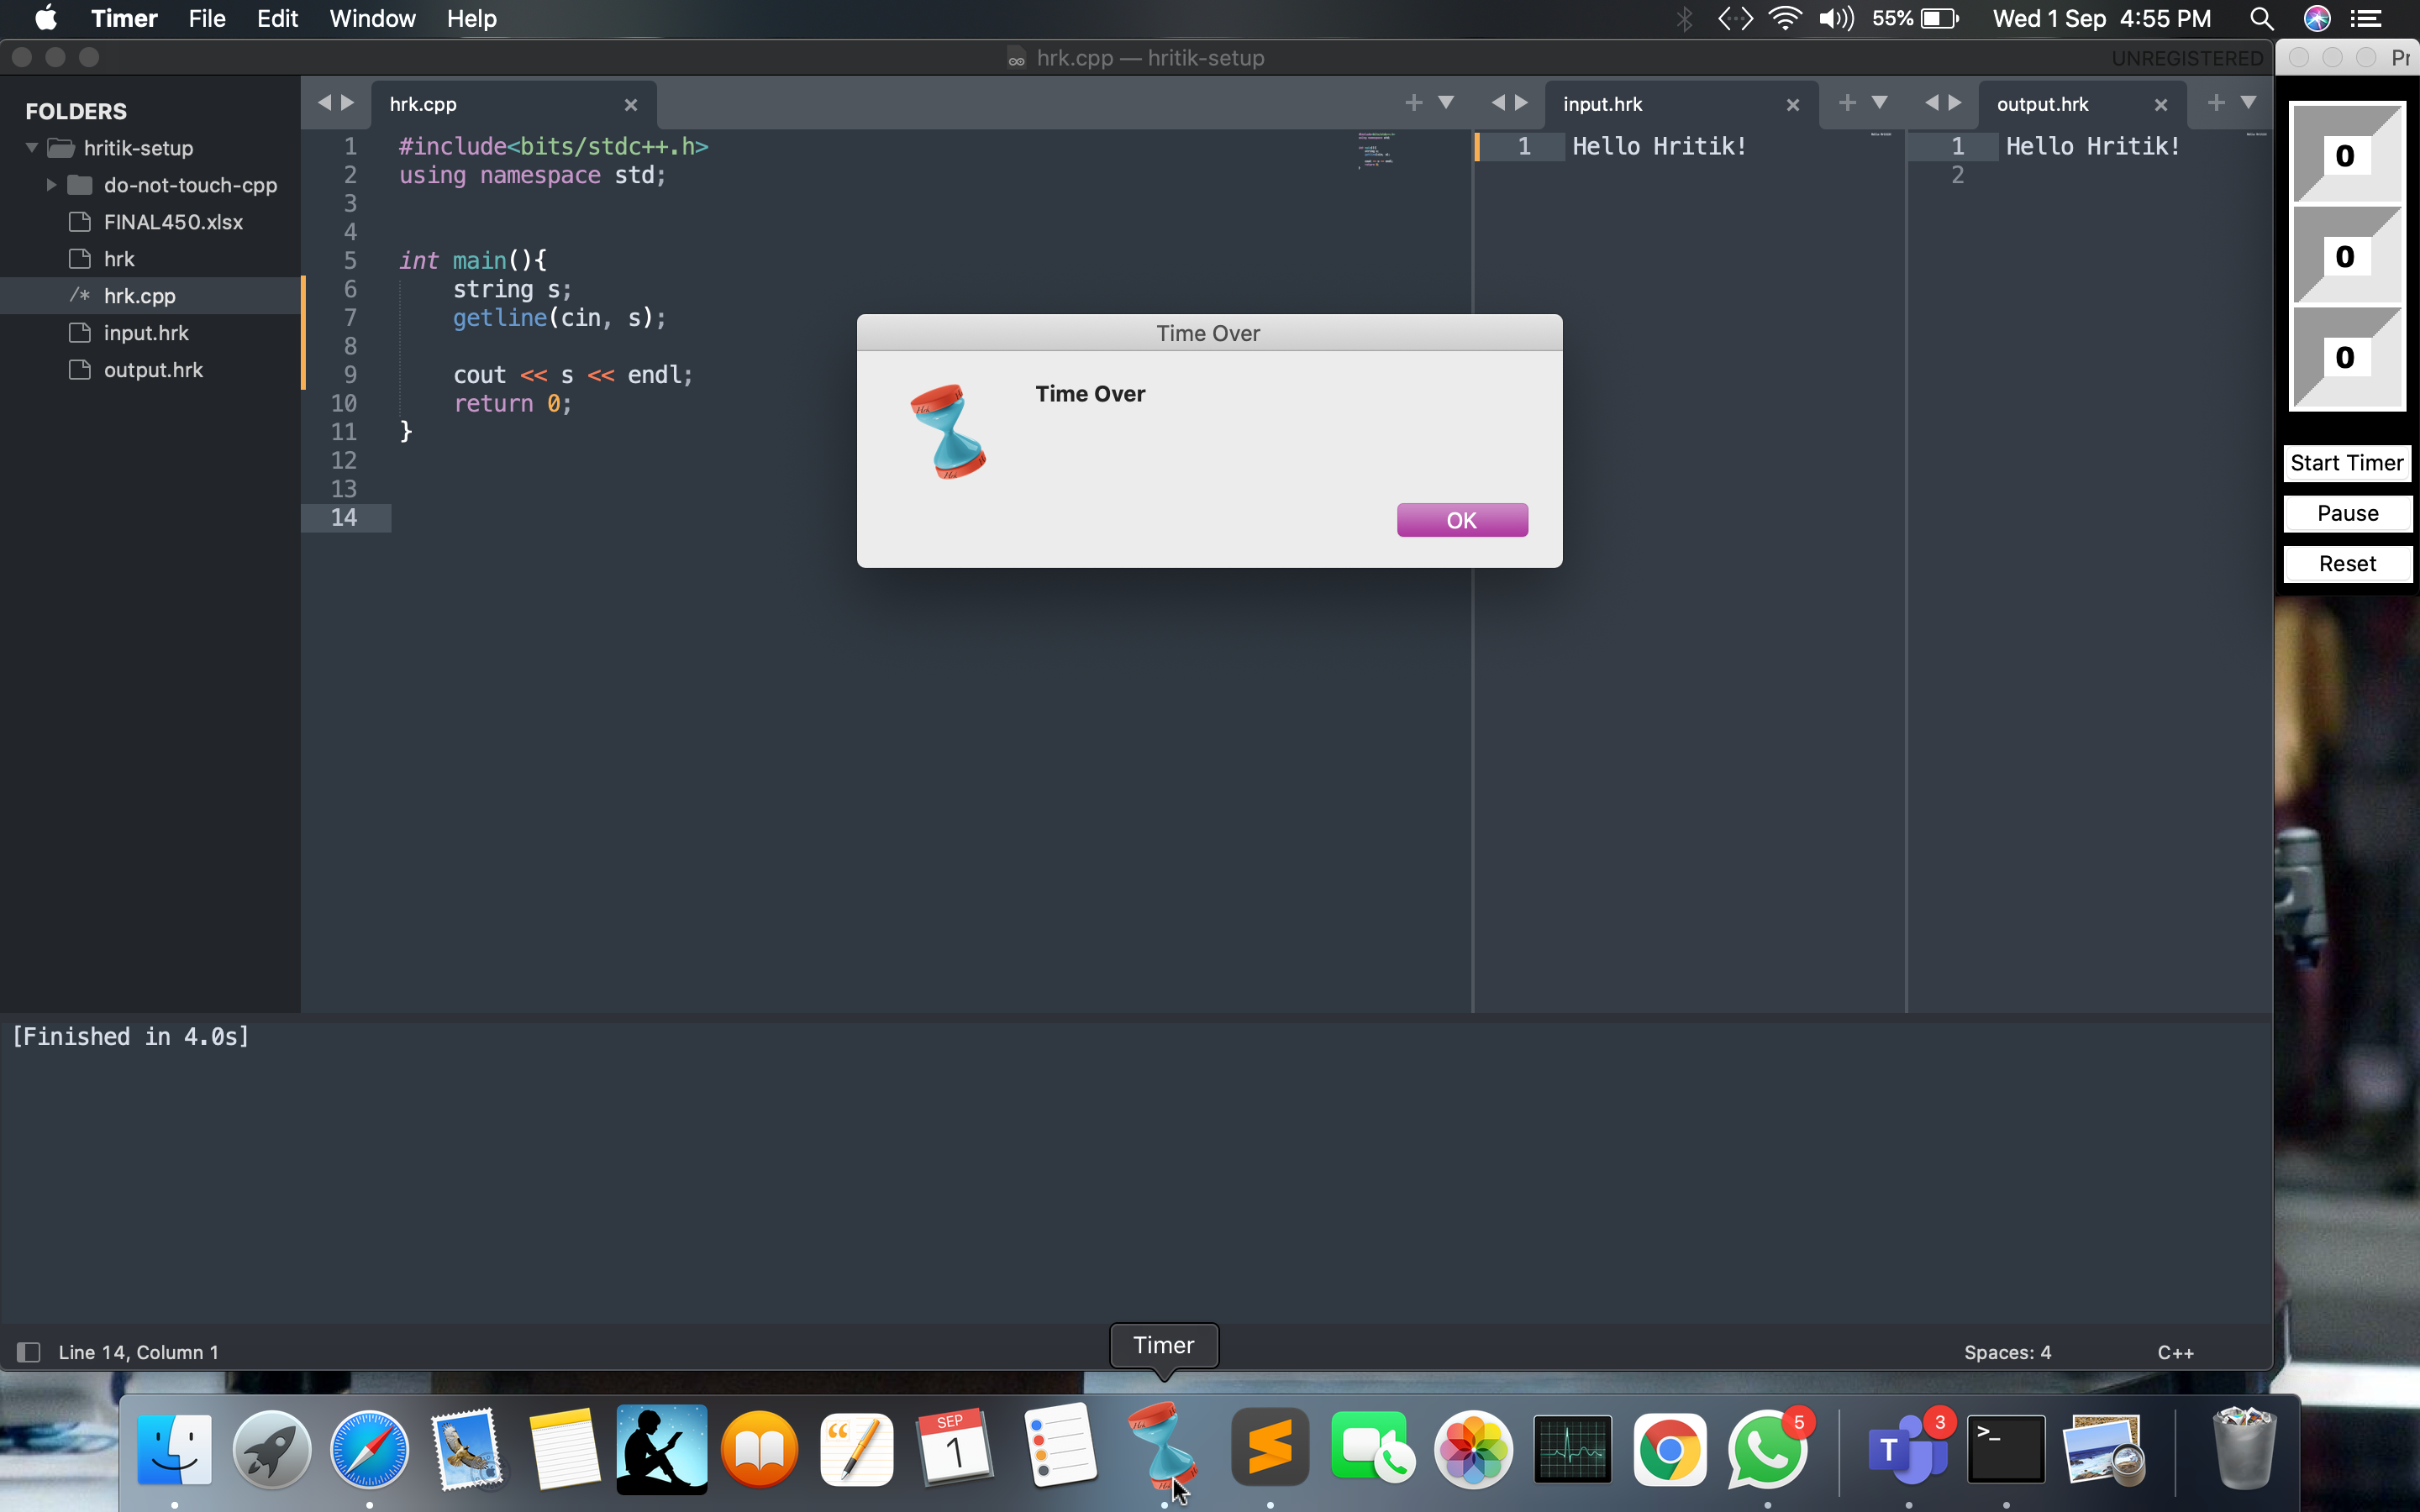 Timer File Edit Window Help
55% Wed 1 Sep 4:55 PM
hrk.cpp — hritik-setup
UNREGISTERED
Pr
FOLDERS
hritik-setup
do-not-touch-cpp
FINAL450.xlsx
hrk
/* hrk.cpp
input.hrk
output.hrk
hrk.cpp
1 #include<bits/stdc++.h>
2 using namespace std;
3
4
5 int main(){
6 string s;
7 getline(cin, s);
8
9 cout << s << endl;
10 return 0;
11 }
12
13
14
input.hrk
1 Hello Hritik!
output.hrk
1 Hello Hritik!
2
0
0
0
Start Timer
Pause
Reset
Time Over
Time Over
OK
[Finished in 4.0s]
Line 14, Column 1
Spaces: 4
C++
Timer
SEP
1
5
T
3
>_